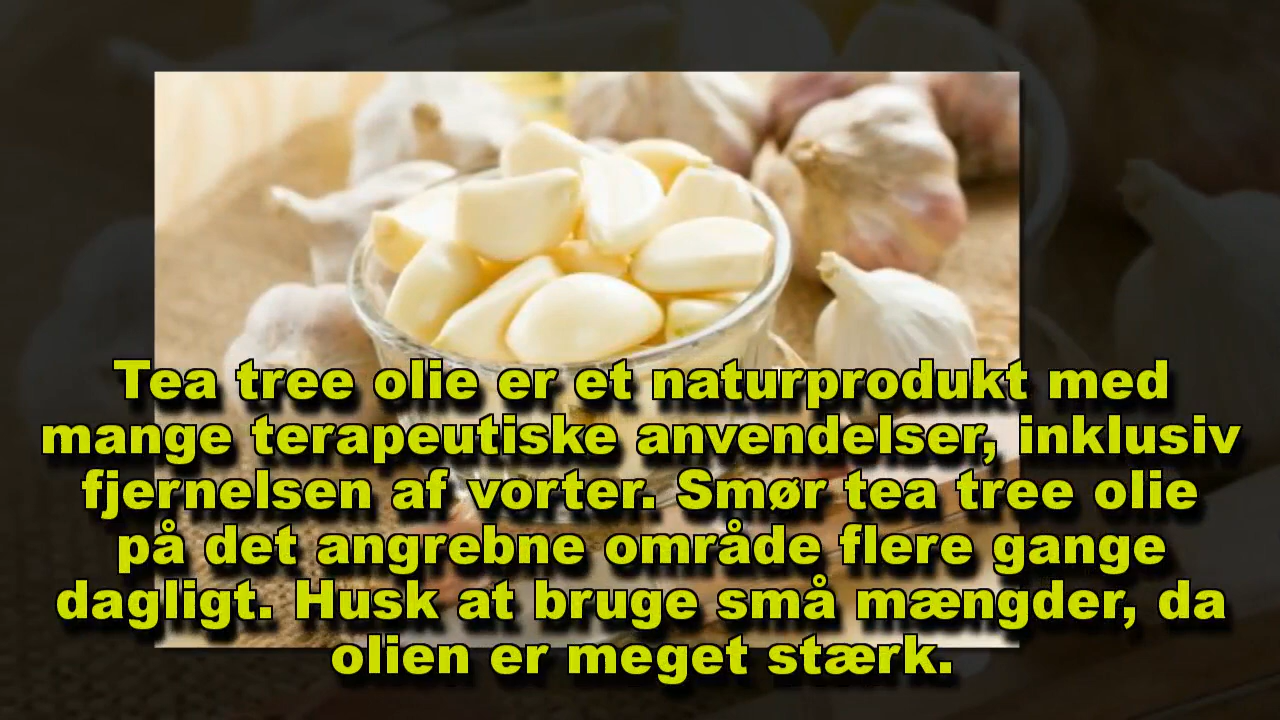 Tea tree olie er et naturprodukt med
mange terapeutiske anvendelser, inklusiv
fjernelsen af vorter. Smør tea tree olie
på det angrebne område flere gange
dagligt. Husk at bruge små mængder, da
olien er meget stærk.